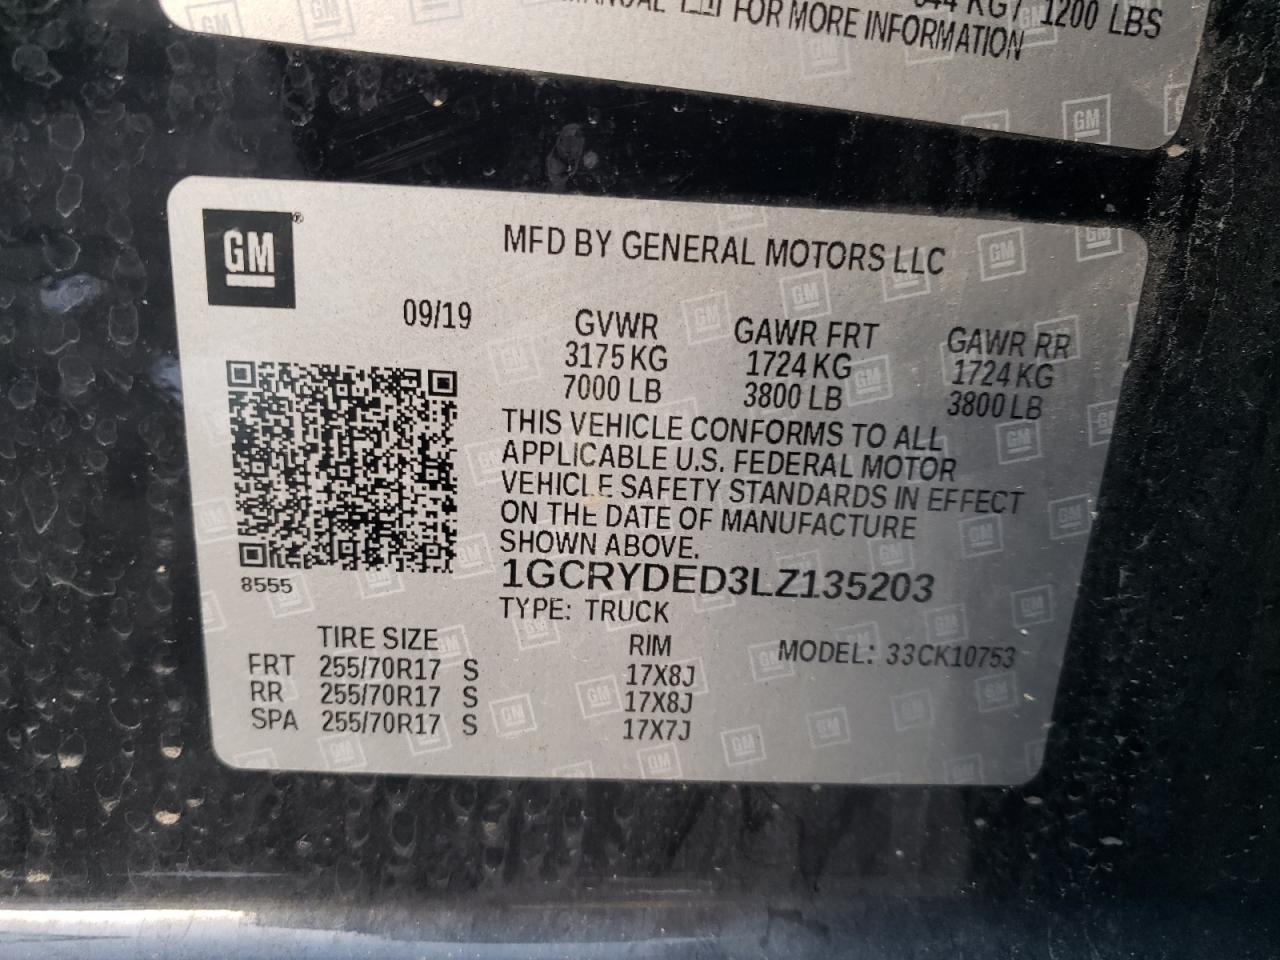 KG / 1200 LBS
FOR MORE INFORMATION
GM ®
MFD BY GENERAL MOTORS LLC
09/19
GVWR GAWR FRT GAWR RR
3175 KG 1724 KG 1724 KG
7000 LB 3800 LB 3800 LB
THIS VEHICLE CONFORMS TO ALL
APPLICABLE U.S. FEDERAL MOTOR
VEHICLE SAFETY STANDARDS IN EFFECT
ON THE DATE OF MANUFACTURE
SHOWN ABOVE.
8555
1GCRYDED3LZ135203
TYPE: TRUCK
TIRE SIZE RIM MODEL: 33CK10753
FRT 255/70R17 S 17X8J
RR 255/70R17 S 17X8J
SPA 255/70R17 S 17X7J